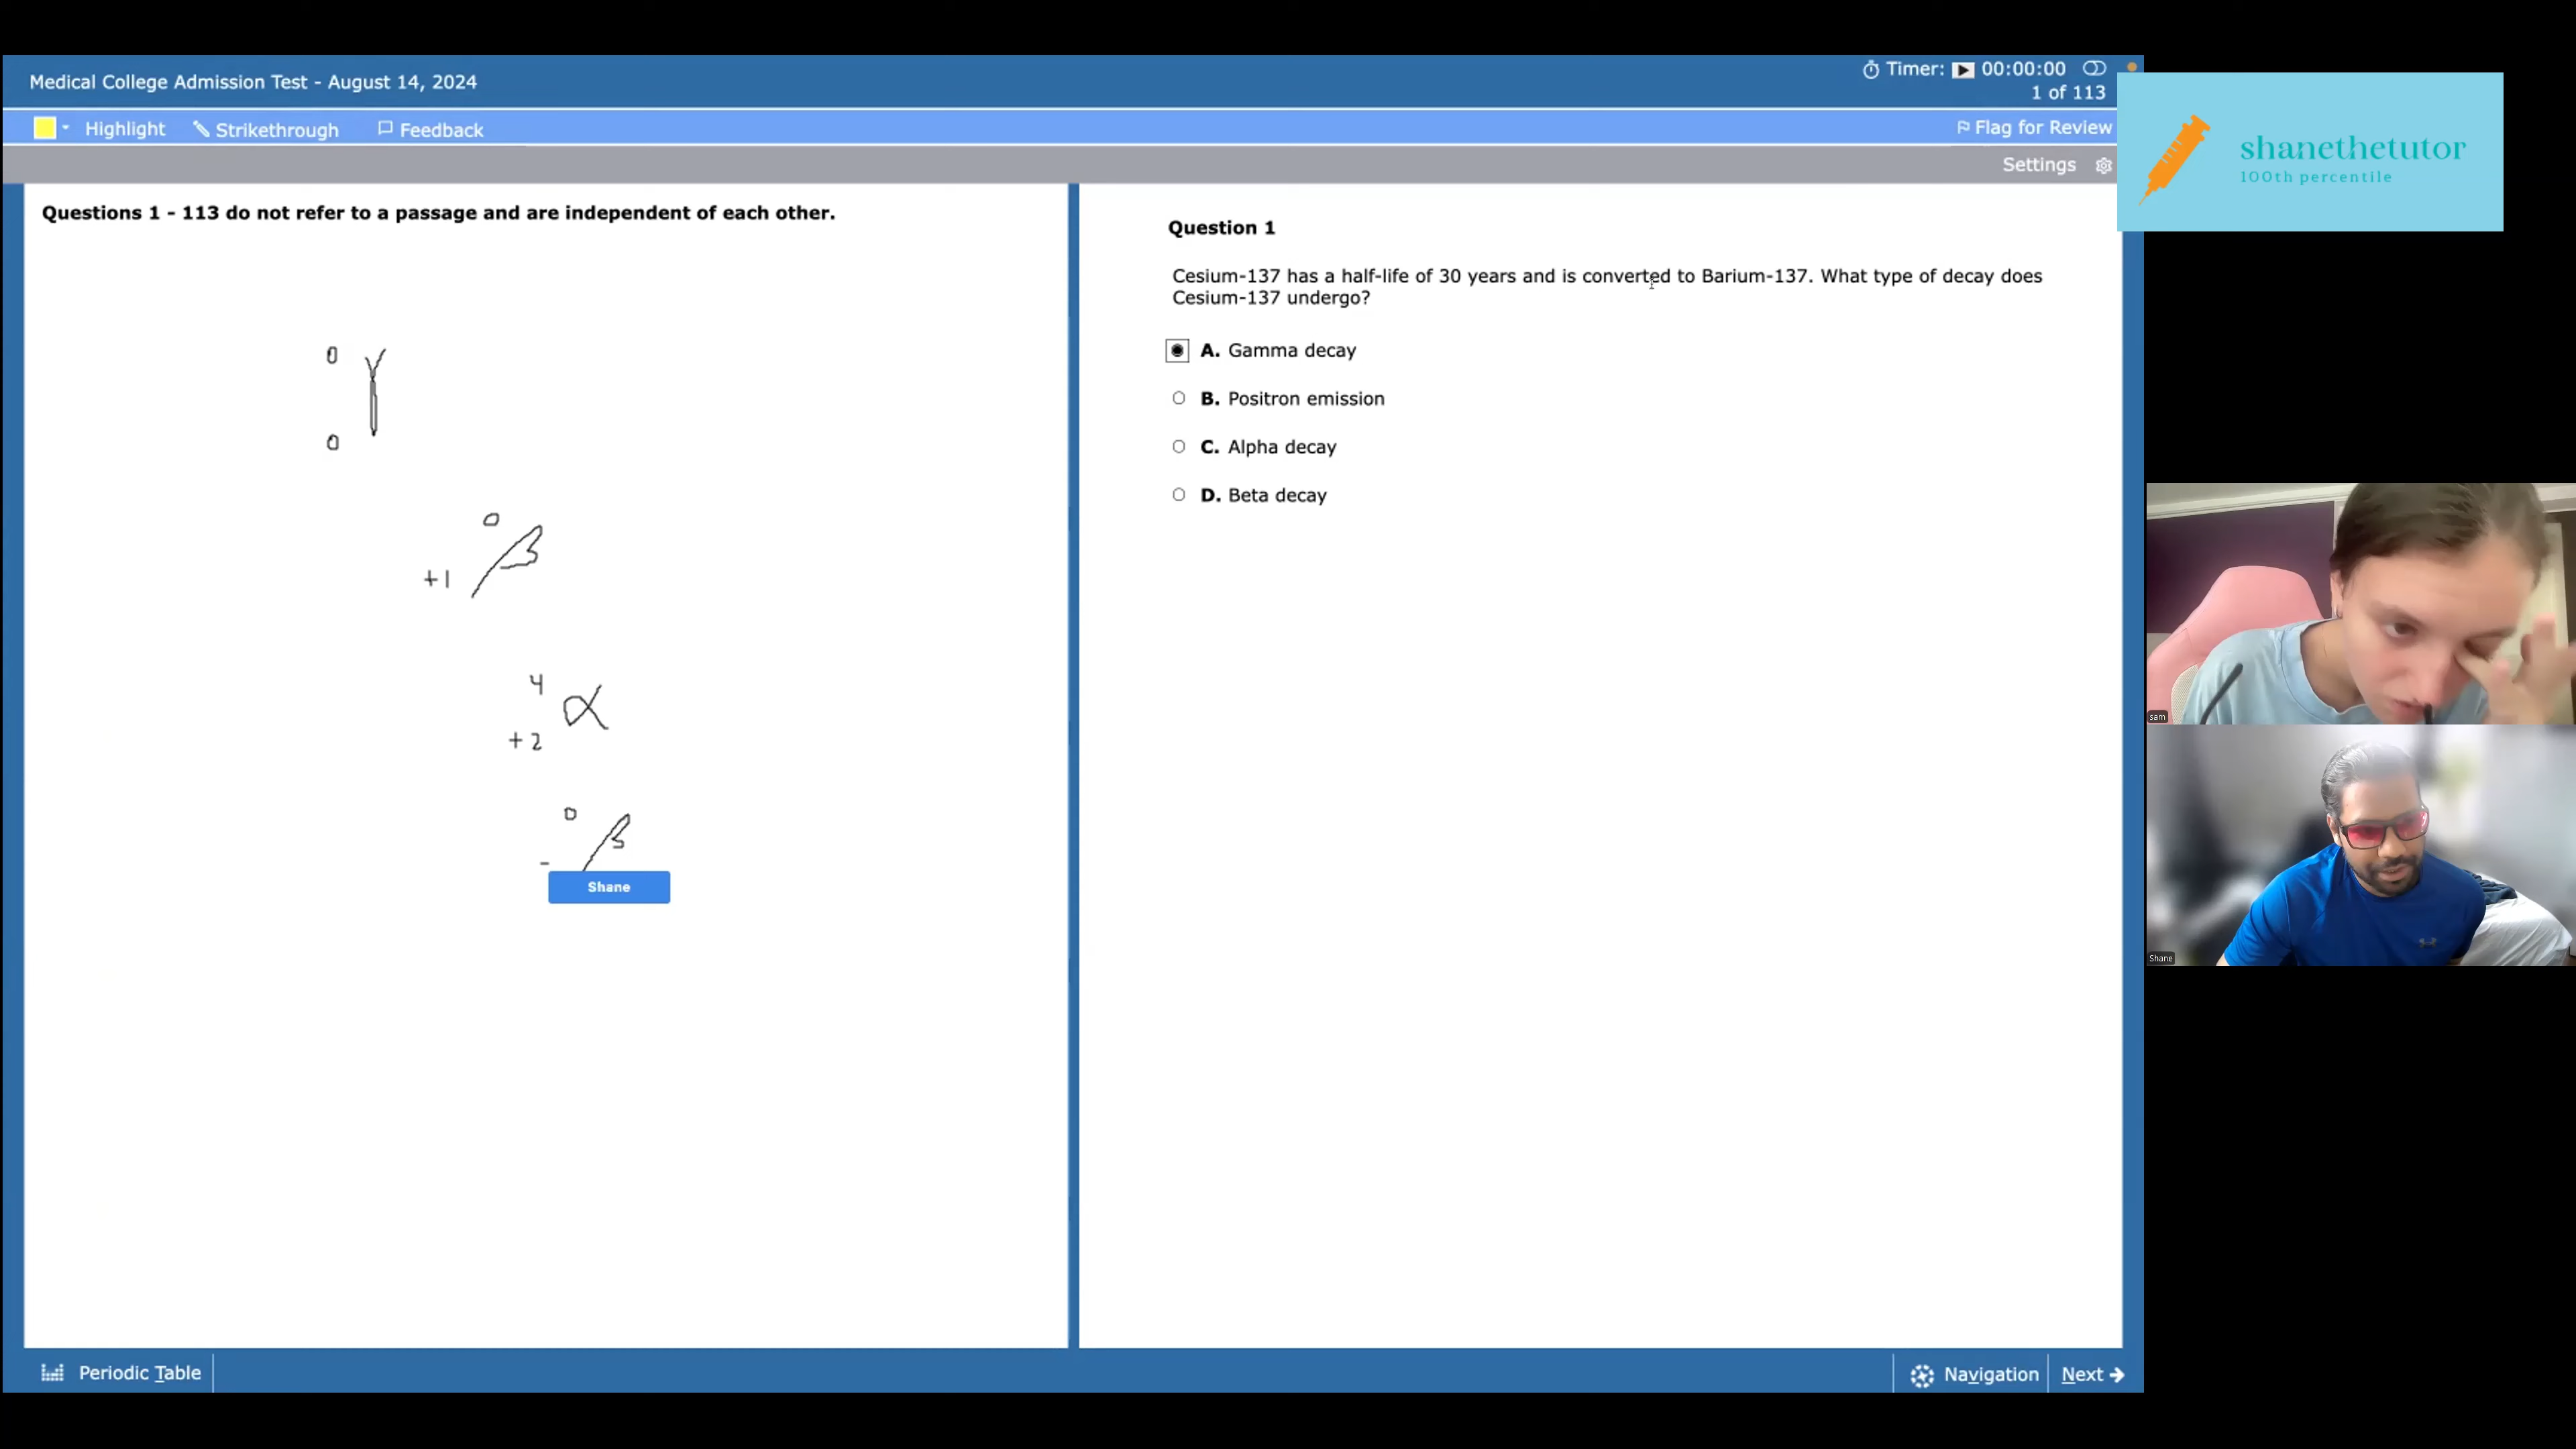 Medical College Admission Test - August 14, 2024
Timer: 00:00:00
1 of 113
Highlight Strikethrough Feedback
Flag for Review
Settings
shanethetutor
100th percentile
Questions 1 - 113 do not refer to a passage and are independent of each other.
0
γ
0
0
+1 β
4
+2 α
0
- β
Shane
Question 1
Cesium-137 has a half-life of 30 years and is converted to Barium-137. What type of decay does
Cesium-137 undergo?
A. Gamma decay
B. Positron emission
C. Alpha decay
D. Beta decay
sam
Shane
Periodic Table
Navigation
Next →